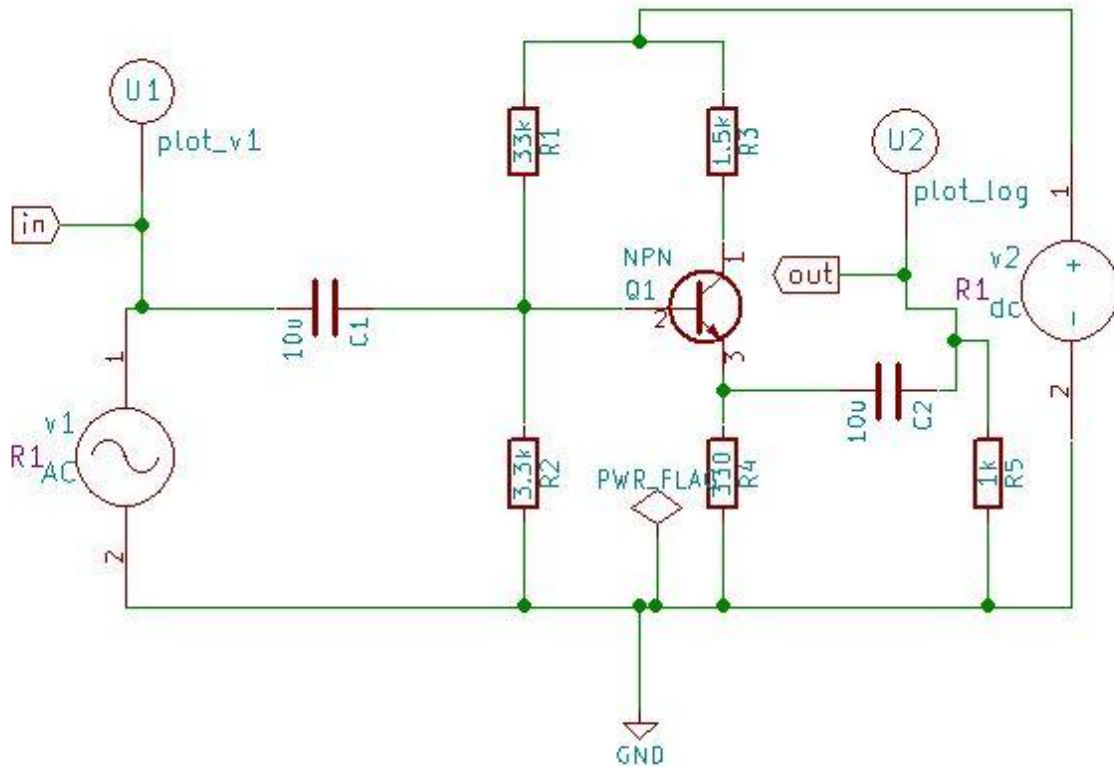 U1
plot_v1
in
33k
R1
1.5k
R3
U2
plot_log
1
NPN
Q1
1
2
3
out
v2
R1
dc
+
-
2
10u
C1
10u
C2
1
v1
R1
AC
2
3.3k
R2
PWR_FLAG
330
R4
1k
R5
GND